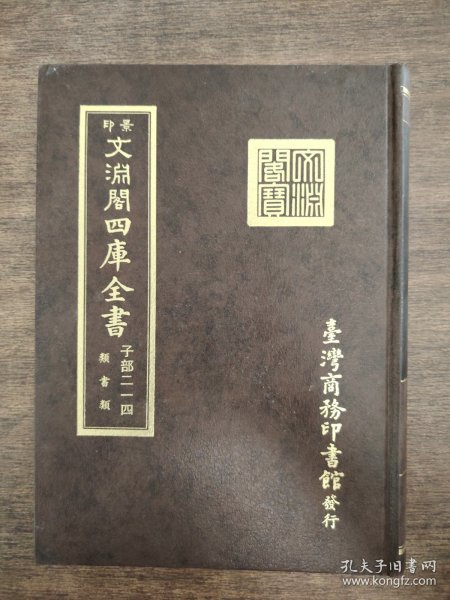 景印
文淵閣四庫全書
子部二一四
類書類
文淵閣寶
臺灣商務印書館發行
孔夫子旧书网
www.kongfz.com